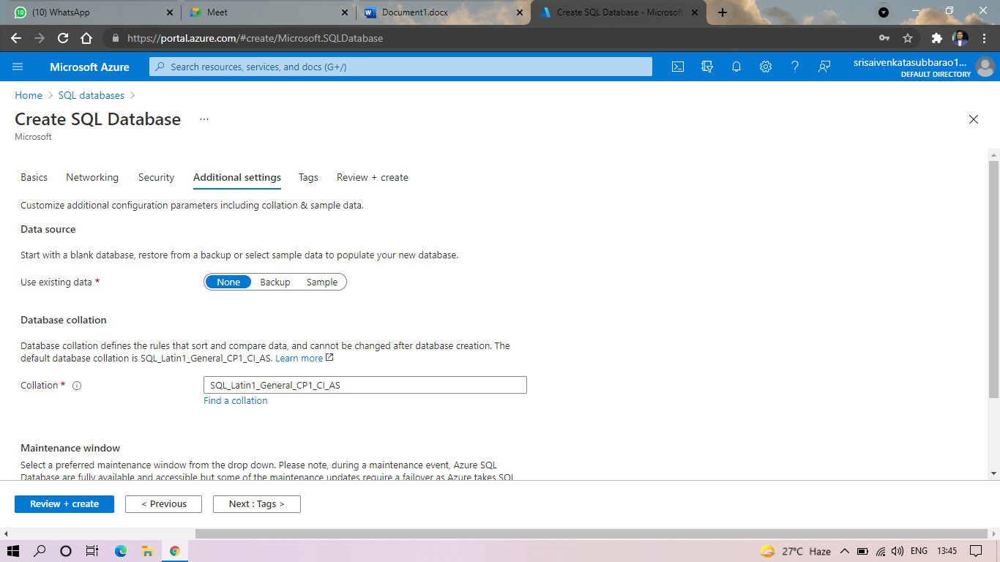 (10) WhatsApp
Meet
Document1.docx
Create SQL Database - Microsoft
https://portal.azure.com/#create/Microsoft.SQLDatabase
Microsoft Azure
Search resources, services, and docs (G+/)
srisaivenkatasubbarao1...
DEFAULT DIRECTORY
Home > SQL databases >
Create SQL Database ...
Microsoft
Basics Networking Security Additional settings Tags Review + create
Customize additional configuration parameters including collation & sample data.
Data source
Start with a blank database, restore from a backup or select sample data to populate your new database.
Use existing data * None Backup Sample
Database collation
Database collation defines the rules that sort and compare data, and cannot be changed after database creation. The
default database collation is SQL_Latin1_General_CP1_CI_AS. Learn more
Collation * SQL_Latin1_General_CP1_CI_AS
Find a collation
Maintenance window
Select a preferred maintenance window from the drop down. Please note, during a maintenance event, Azure SQL
Database are fully available and accessible but some of the maintenance updates require a failover as Azure takes SQL
Review + create < Previous Next : Tags >
27°C Haze ENG 13:45